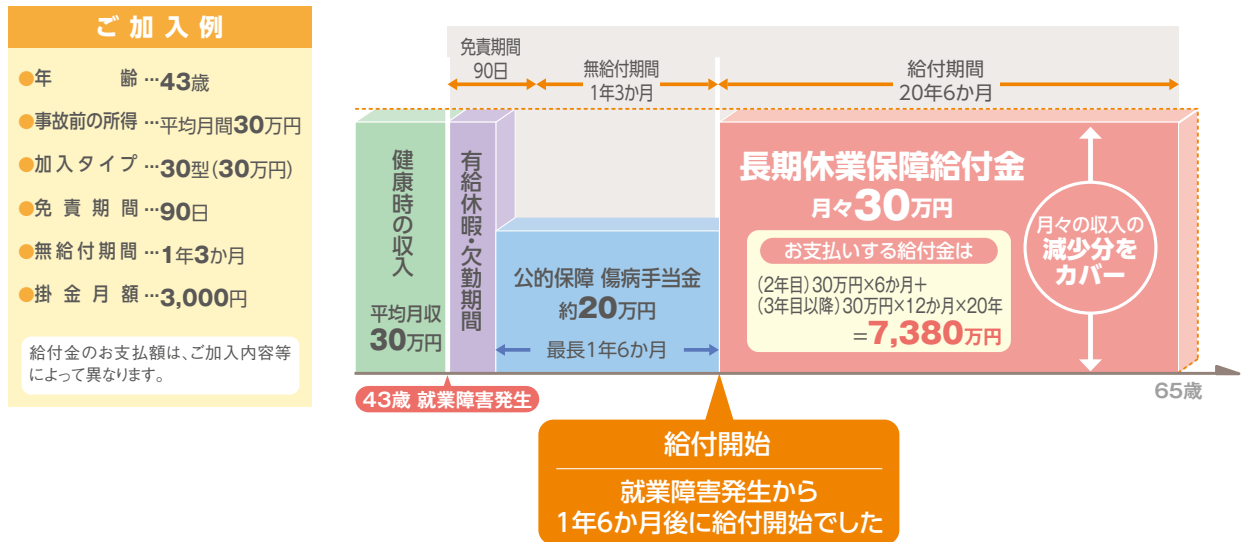 ご加入例
●年齢…43歳
●事故前の所得…平均月間30万円
●加入タイプ…30型(30万円)
●免責期間…90日
●無給付期間…1年3か月
●掛金月額…3,000円
給付金のお支払額は、ご加入内容等
によって異なります。
免責期間
90日
無給付期間
1年3か月
給付期間
20年6か月
健康時の収入
平均月収
30万円
有給休暇・欠勤期間
公的保障 傷病手当金
約20万円
最長1年6か月
長期休業保障給付金
月々30万円
お支払いする給付金は
(2年目)30万円×6か月+
(3年目以降)30万円×12か月×20年
=7,380万円
月々の収入の
減少分を
カバー
43歳 就業障害発生
65歳
給付開始
就業障害発生から
1年6か月後に給付開始でした